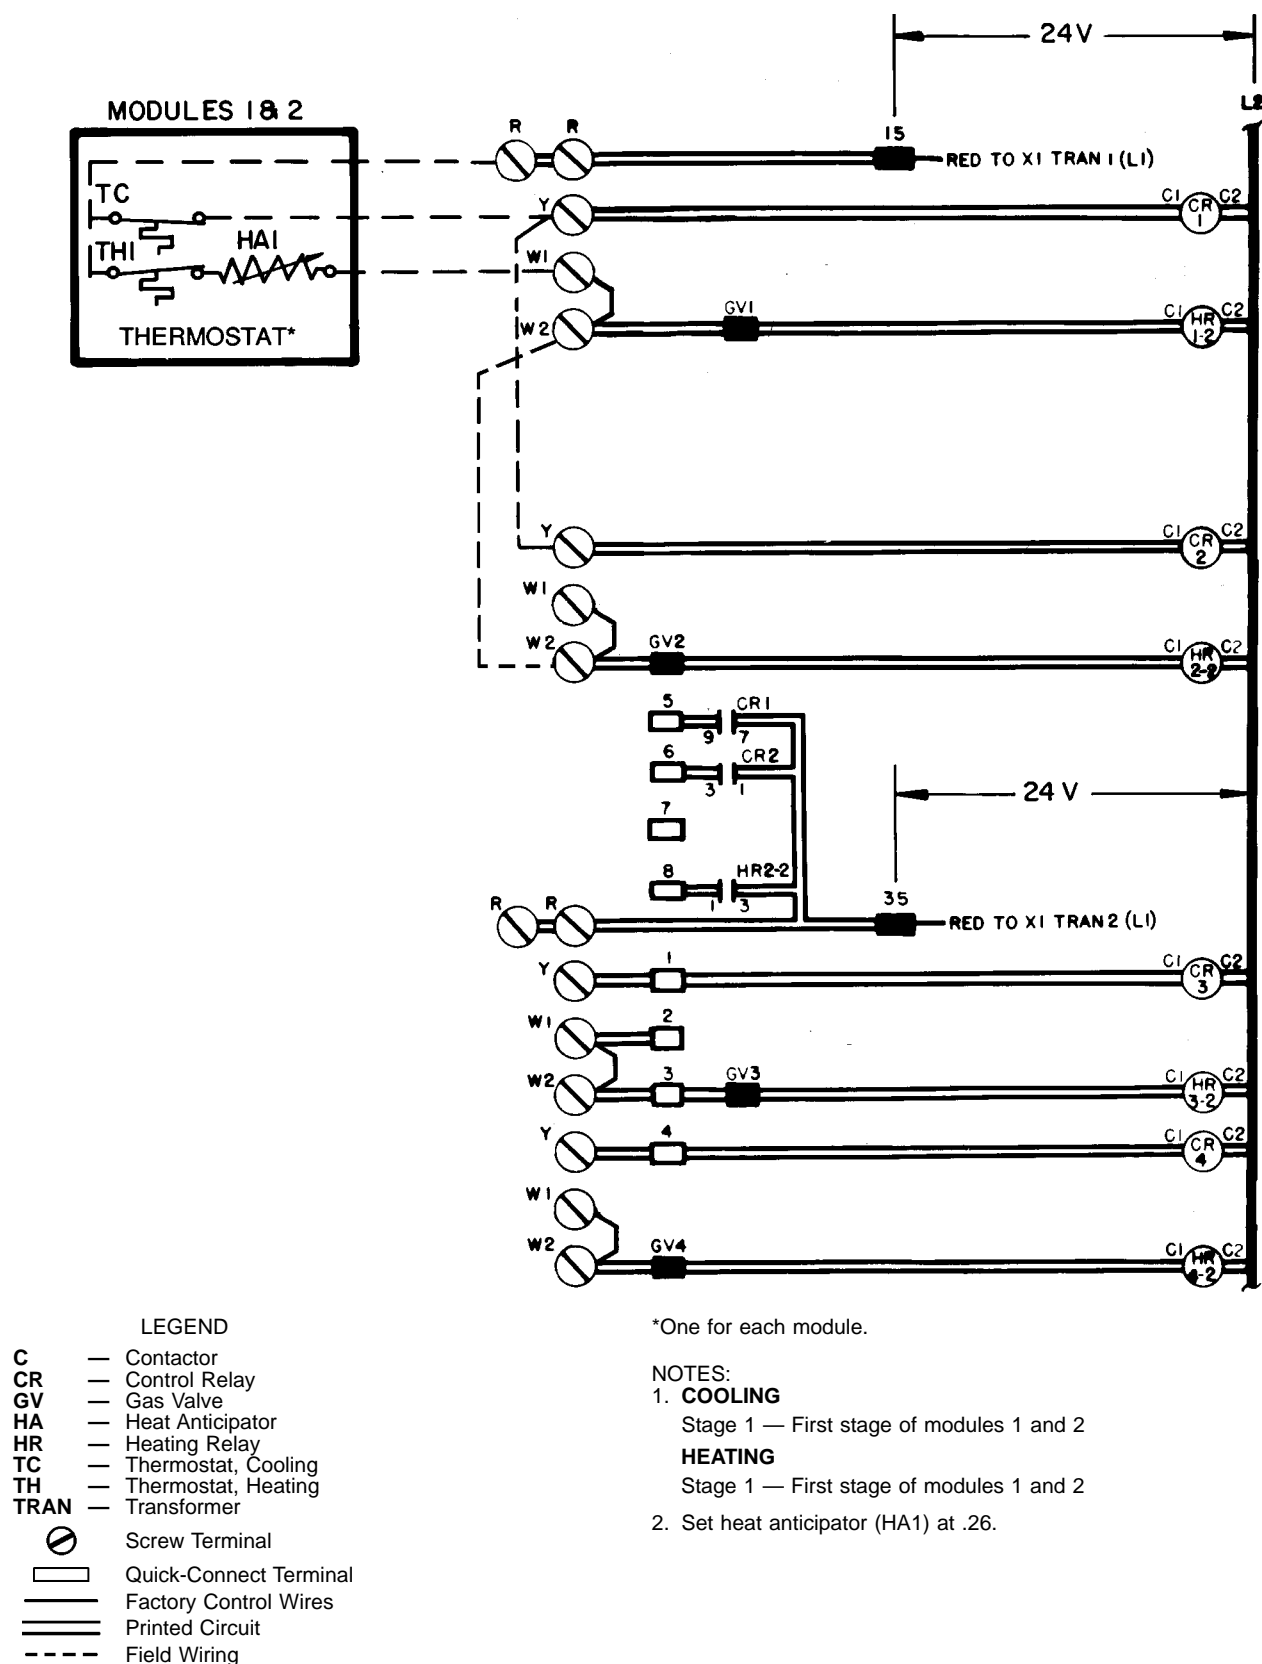 24V
L2
MODULES 1 & 2
R R 15
RED TO X1 TRAN 1 (L1)
TC
Y C1 CR 1 C2
TH1 HA1
W1
GV1
W2 C1 HR 1-2 C2
THERMOSTAT*
Y C1 CR 2 C2
W1
W2 GV2 C1 HR 2-2 C2
5 CR1
9 7
6 CR2
3 1
24V
7
8 HR2-2
1 3
R R 35
RED TO X1 TRAN 2 (L1)
Y 1 C1 CR 3 C2
W1 2
W2 3 GV3 C1 HR 3-2 C2
Y 4 C1 CR 4 C2
W1
W2 GV4 C1 HR 4-2 C2
LEGEND
C — Contactor
CR — Control Relay
GV — Gas Valve
HA — Heat Anticipator
HR — Heating Relay
TC — Thermostat, Cooling
TH — Thermostat, Heating
TRAN — Transformer
Screw Terminal
Quick-Connect Terminal
Factory Control Wires
Printed Circuit
Field Wiring
*One for each module.
NOTES:
1. COOLING
Stage 1 — First stage of modules 1 and 2
HEATING
Stage 1 — First stage of modules 1 and 2
2. Set heat anticipator (HA1) at .26.